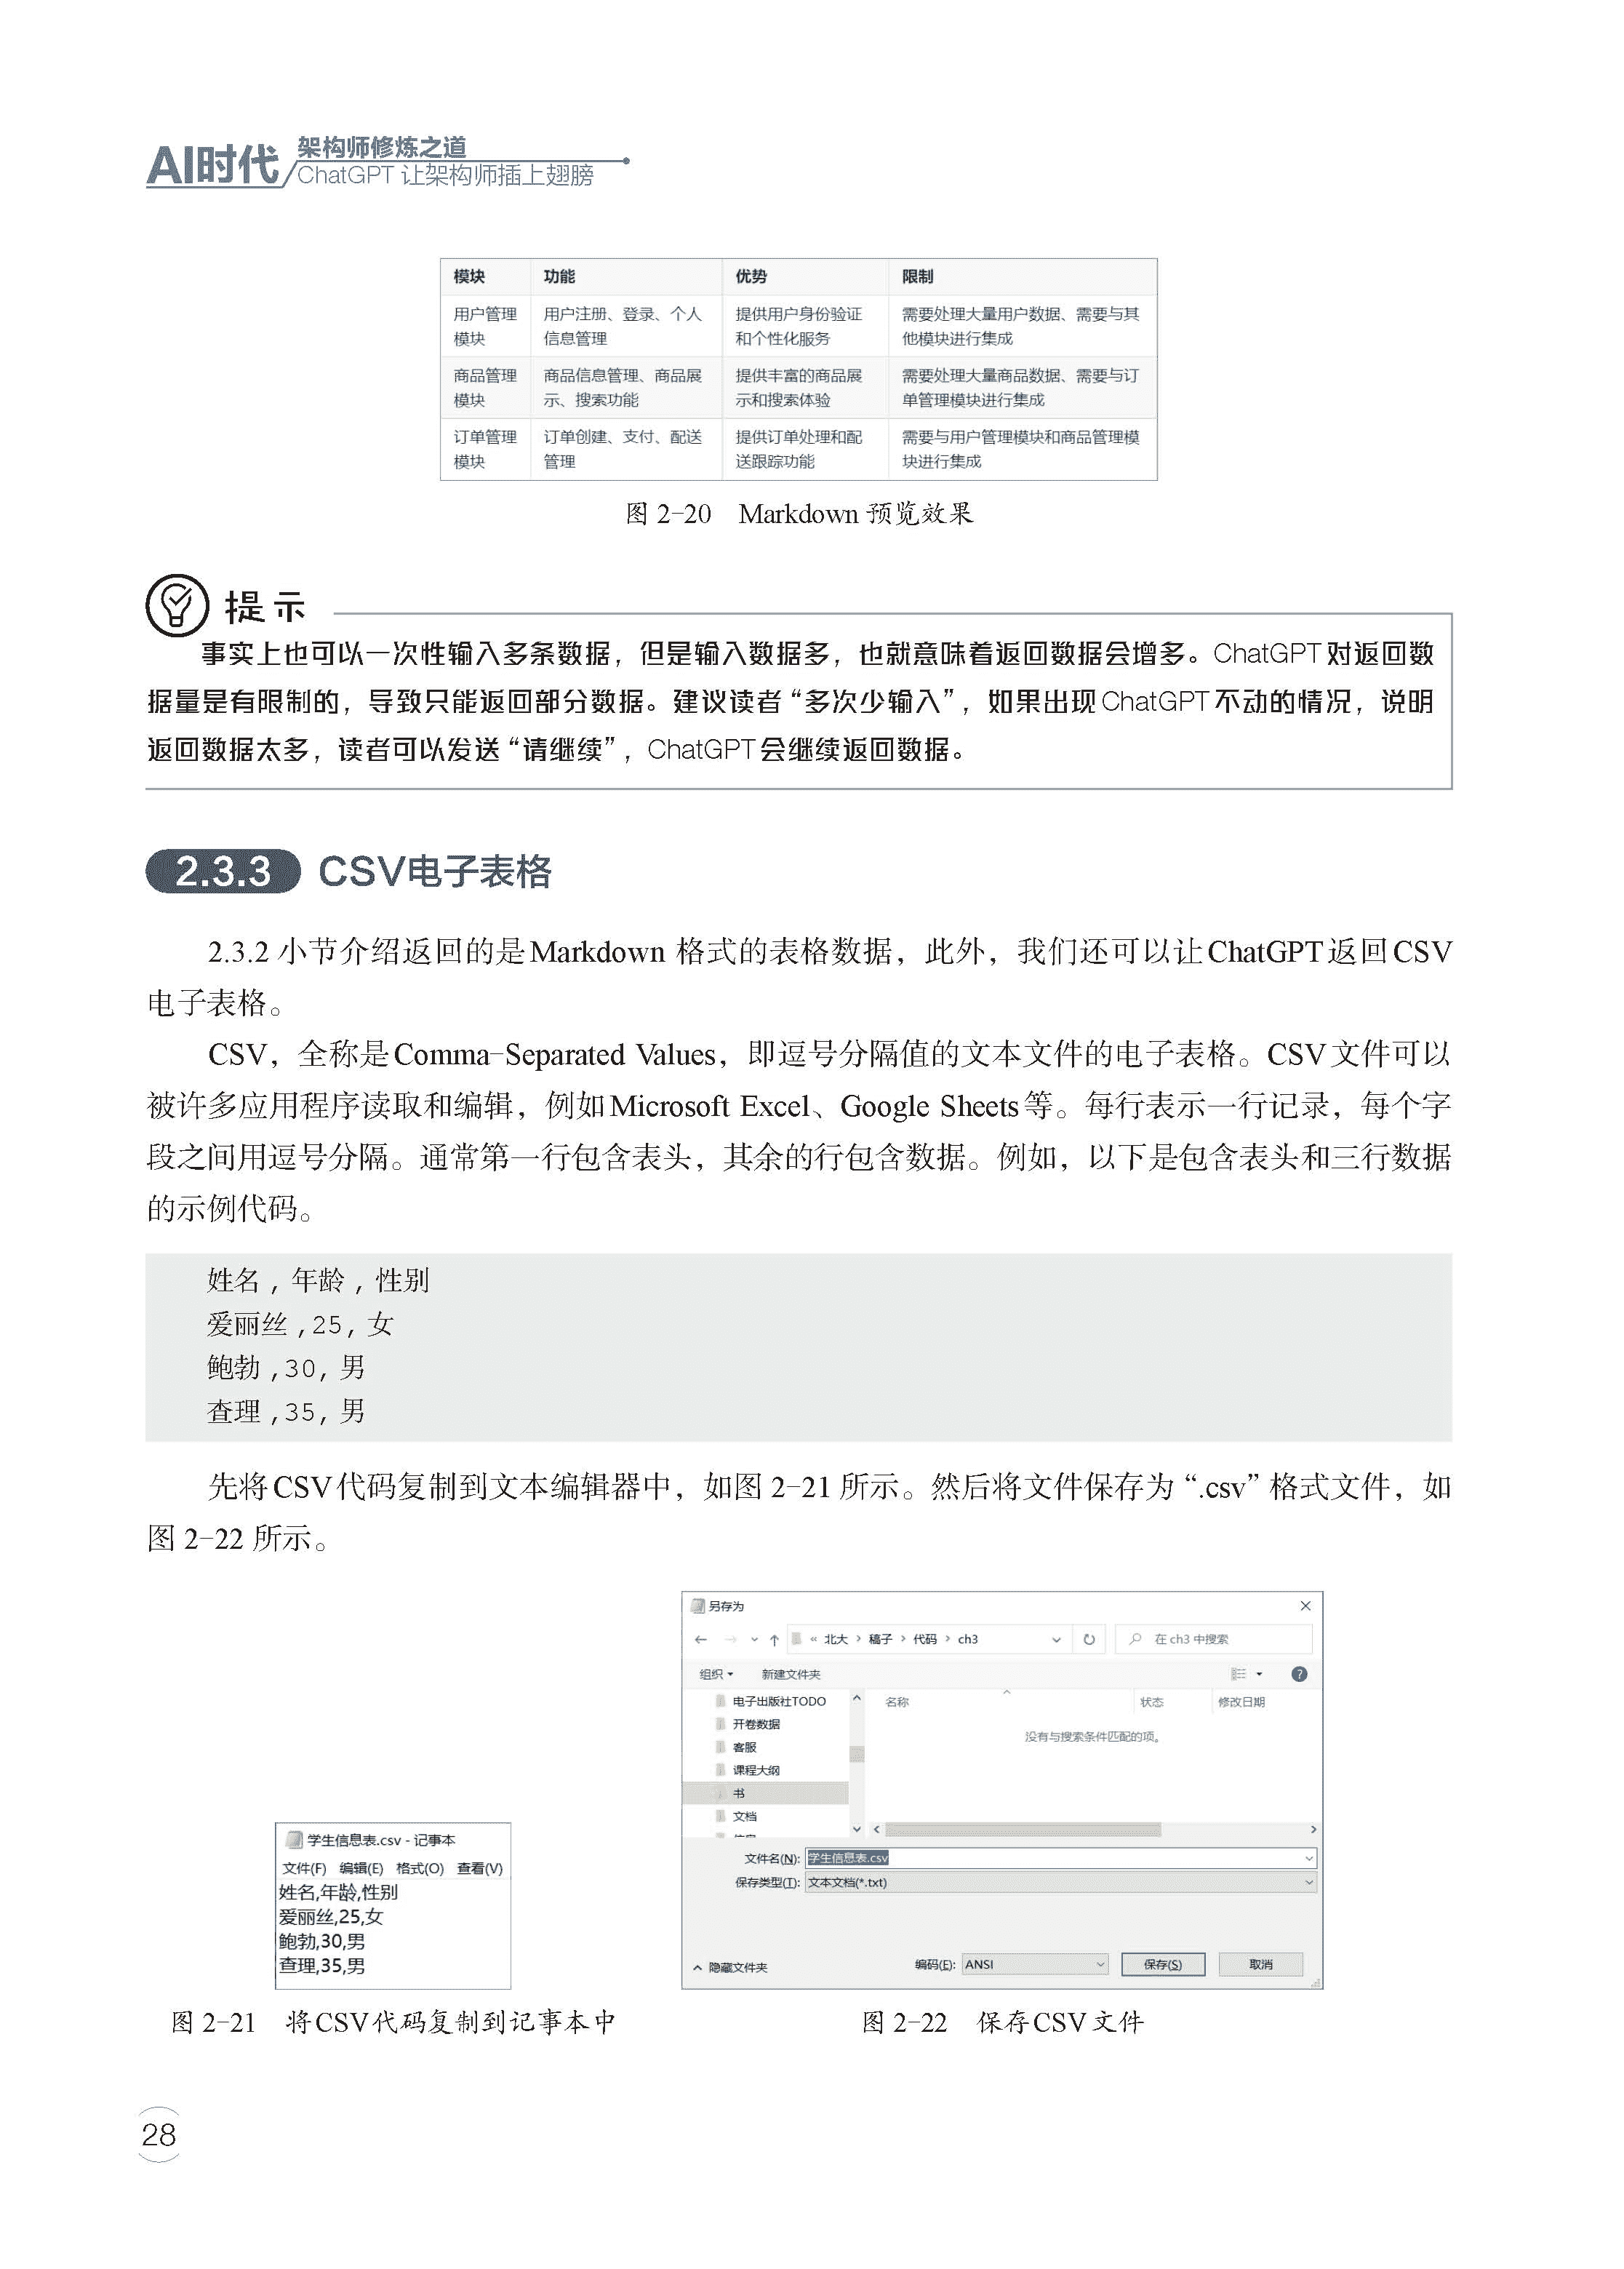 AI时代 架构师修炼之道
ChatGPT 让架构师插上翅膀
模块 功能 优势 限制
用户管理 用户注册、登录、个人 提供用户身份验证 需要处理大量用户数据、需要与其
模块 信息管理 和个性化服务 他模块进行集成
商品管理 商品信息管理、商品展 提供丰富的商品展 需要处理大量商品数据、需要与订
模块 示、搜索功能 示和搜索体验 单管理模块进行集成
订单管理 订单创建、支付、配送 提供订单处理和配 需要与用户管理模块和商品管理模
模块 管理 送跟踪功能 块进行集成
图 2-20 Markdown 预览效果
提示
事实上也可以一次性输入多条数据，但是输入数据多，也就意味着返回数据会增多。ChatGPT对返回数
据量是有限制的，导致只能返回部分数据。建议读者“多次少输入”，如果出现ChatGPT不动的情况，说明
返回数据太多，读者可以发送“请继续”，ChatGPT会继续返回数据。
2.3.3 CSV电子表格
2.3.2 小节介绍返回的是Markdown 格式的表格数据，此外，我们还可以让ChatGPT返回CSV
电子表格。
CSV，全称是Comma-Separated Values，即逗号分隔值的文本文件的电子表格。CSV文件可以
被许多应用程序读取和编辑，例如Microsoft Excel、Google Sheets等。每行表示一行记录，每个字
段之间用逗号分隔。通常第一行包含表头，其余的行包含数据。例如，以下是包含表头和三行数据
的示例代码。
姓名 , 年龄 , 性别
爱丽丝 ,25, 女
鲍勃 ,30, 男
查理 ,35, 男
先将CSV代码复制到文本编辑器中，如图 2-21 所示。然后将文件保存为“.csv”格式文件，如
图 2-22 所示。
学生信息表.csv - 记事本
文件(F) 编辑(E) 格式(O) 查看(V)
姓名,年龄,性别
爱丽丝,25,女
鲍勃,30,男
查理,35,男
图 2-21 将CSV代码复制到记事本中
另存为 ×
« 北大 › 稿子 › 代码 › ch3 在 ch3 中搜索
组织 新建文件夹
名称 状态 修改日期
没有与搜索条件匹配的项。
电子出版社TODO
开卷数据
客服
课程大纲
书
文档
文件名(N): 学生信息表.csv
保存类型(T): 文本文档(*.txt)
隐藏文件夹 编码(E): ANSI 保存(S) 取消
图 2-22 保存CSV文件
28